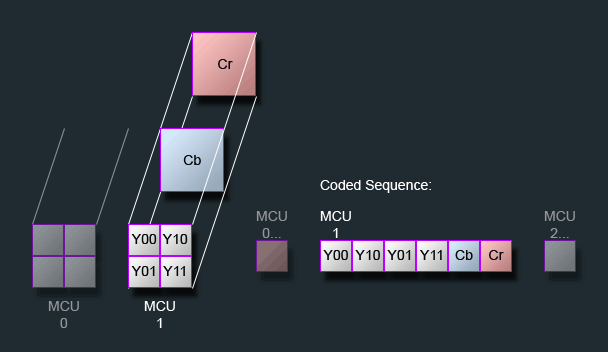 Cr
Cb
Y00 Y10
Y01 Y11
MCU
0
MCU
1
Coded Sequence:
MCU
0...
MCU
1
Y00 Y10 Y01 Y11 Cb Cr
MCU
2...